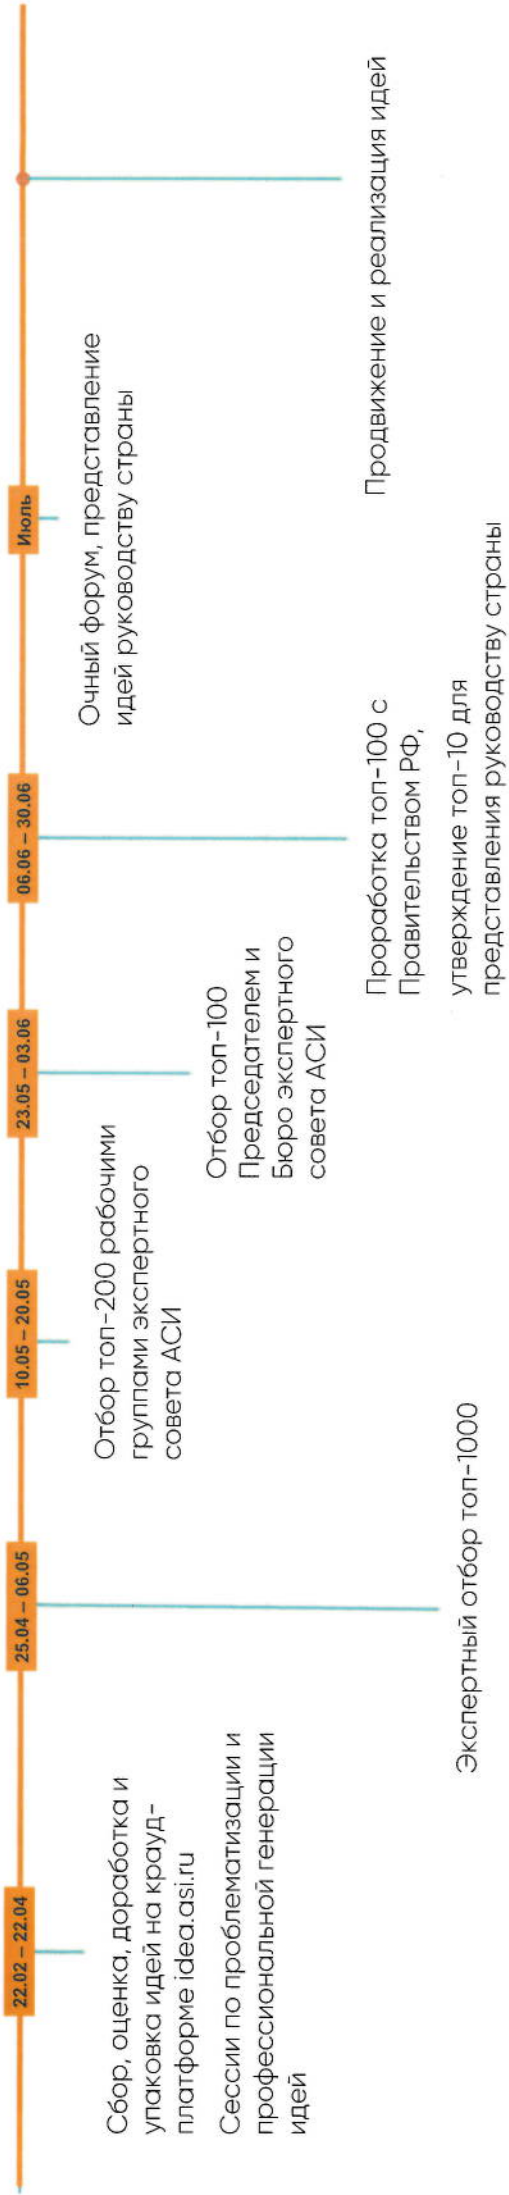 22.02 – 22.04
Сбор, оценка, доработка и
упаковка идей на крауд-
платформе idea.asi.ru
Сессии по проблематизации и
профессиональной генерации
идей
25.04 – 06.05
Экспертный отбор топ-1000
10.05 – 20.05
Отбор топ-200 рабочими
группами экспертного
совета АСИ
23.05 – 03.06
Отбор топ-100
Председателем и
Бюро экспертного
совета АСИ
06.06 – 30.06
Проработка топ-100 с
Правительством РФ,
утверждение топ-10 для
представления руководству страны
Июль
Очный форум, представление
идей руководству страны
Продвижение и реализация идей